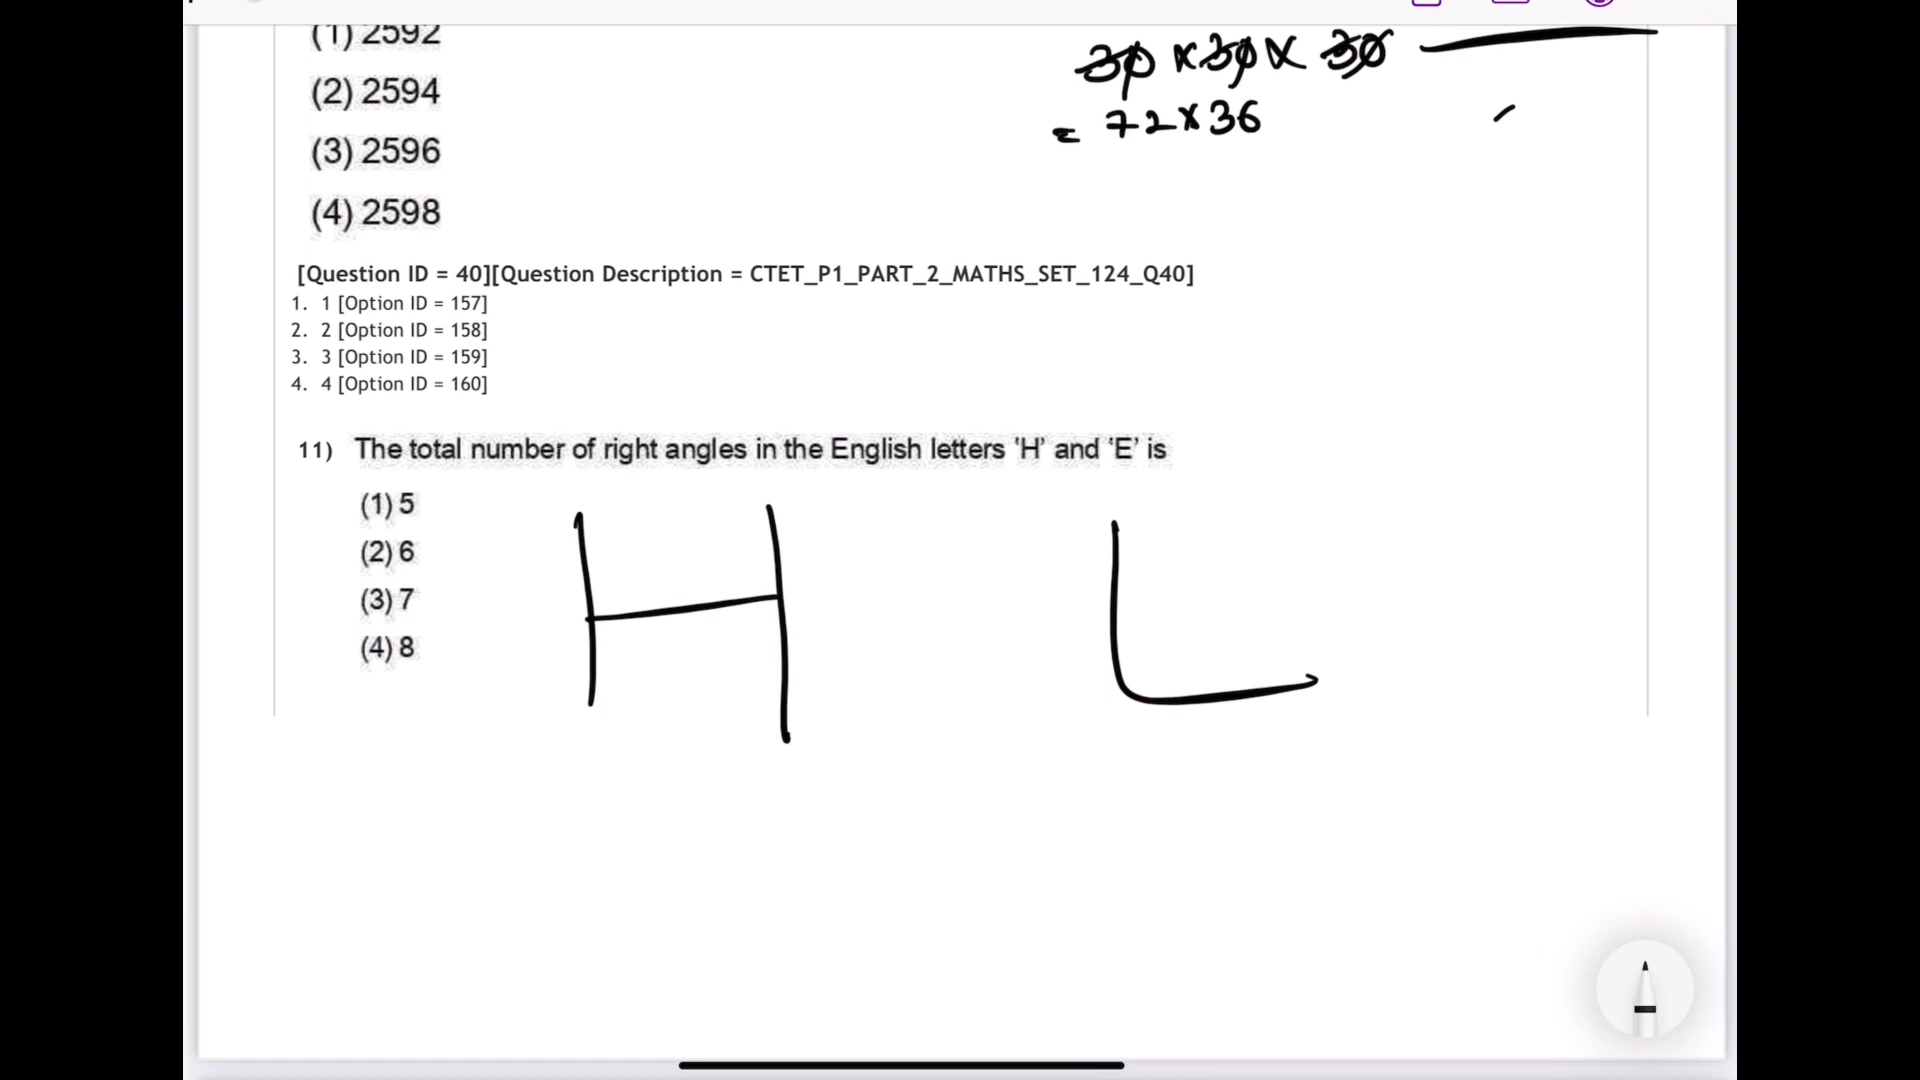 (1) 2592
30 x 30 x 30
(2) 2594
= 72 x 36
(3) 2596
(4) 2598
[Question ID = 40][Question Description = CTET_P1_PART_2_MATHS_SET_124_Q40]
1. 1 [Option ID = 157]
2. 2 [Option ID = 158]
3. 3 [Option ID = 159]
4. 4 [Option ID = 160]
11) The total number of right angles in the English letters 'H' and 'E' is
(1) 5
(2) 6
(3) 7
(4) 8
H L